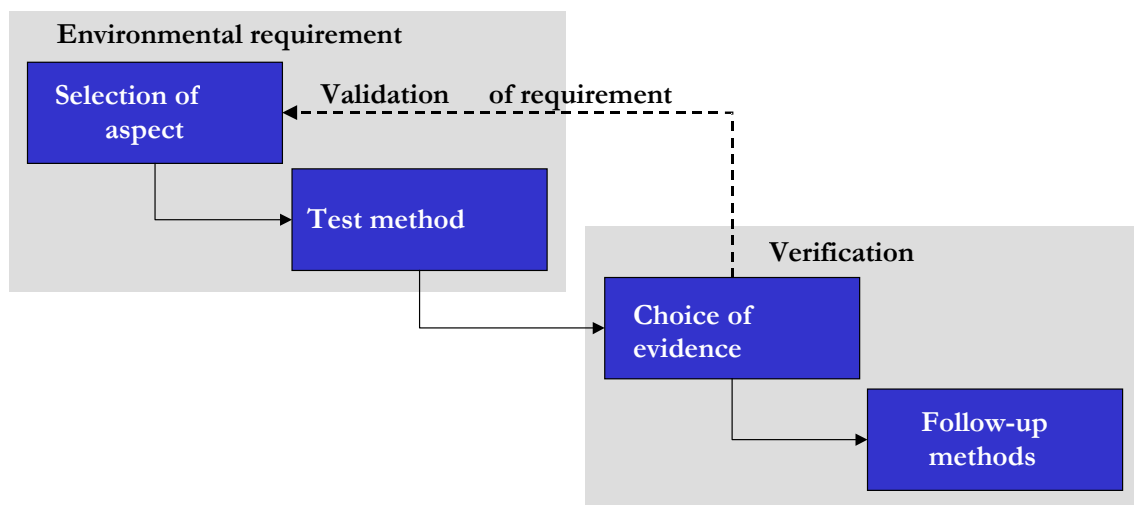 Environmental requirement
Selection of
aspect
Validation of requirement
Test method
Verification
Choice of
evidence
Follow-up
methods